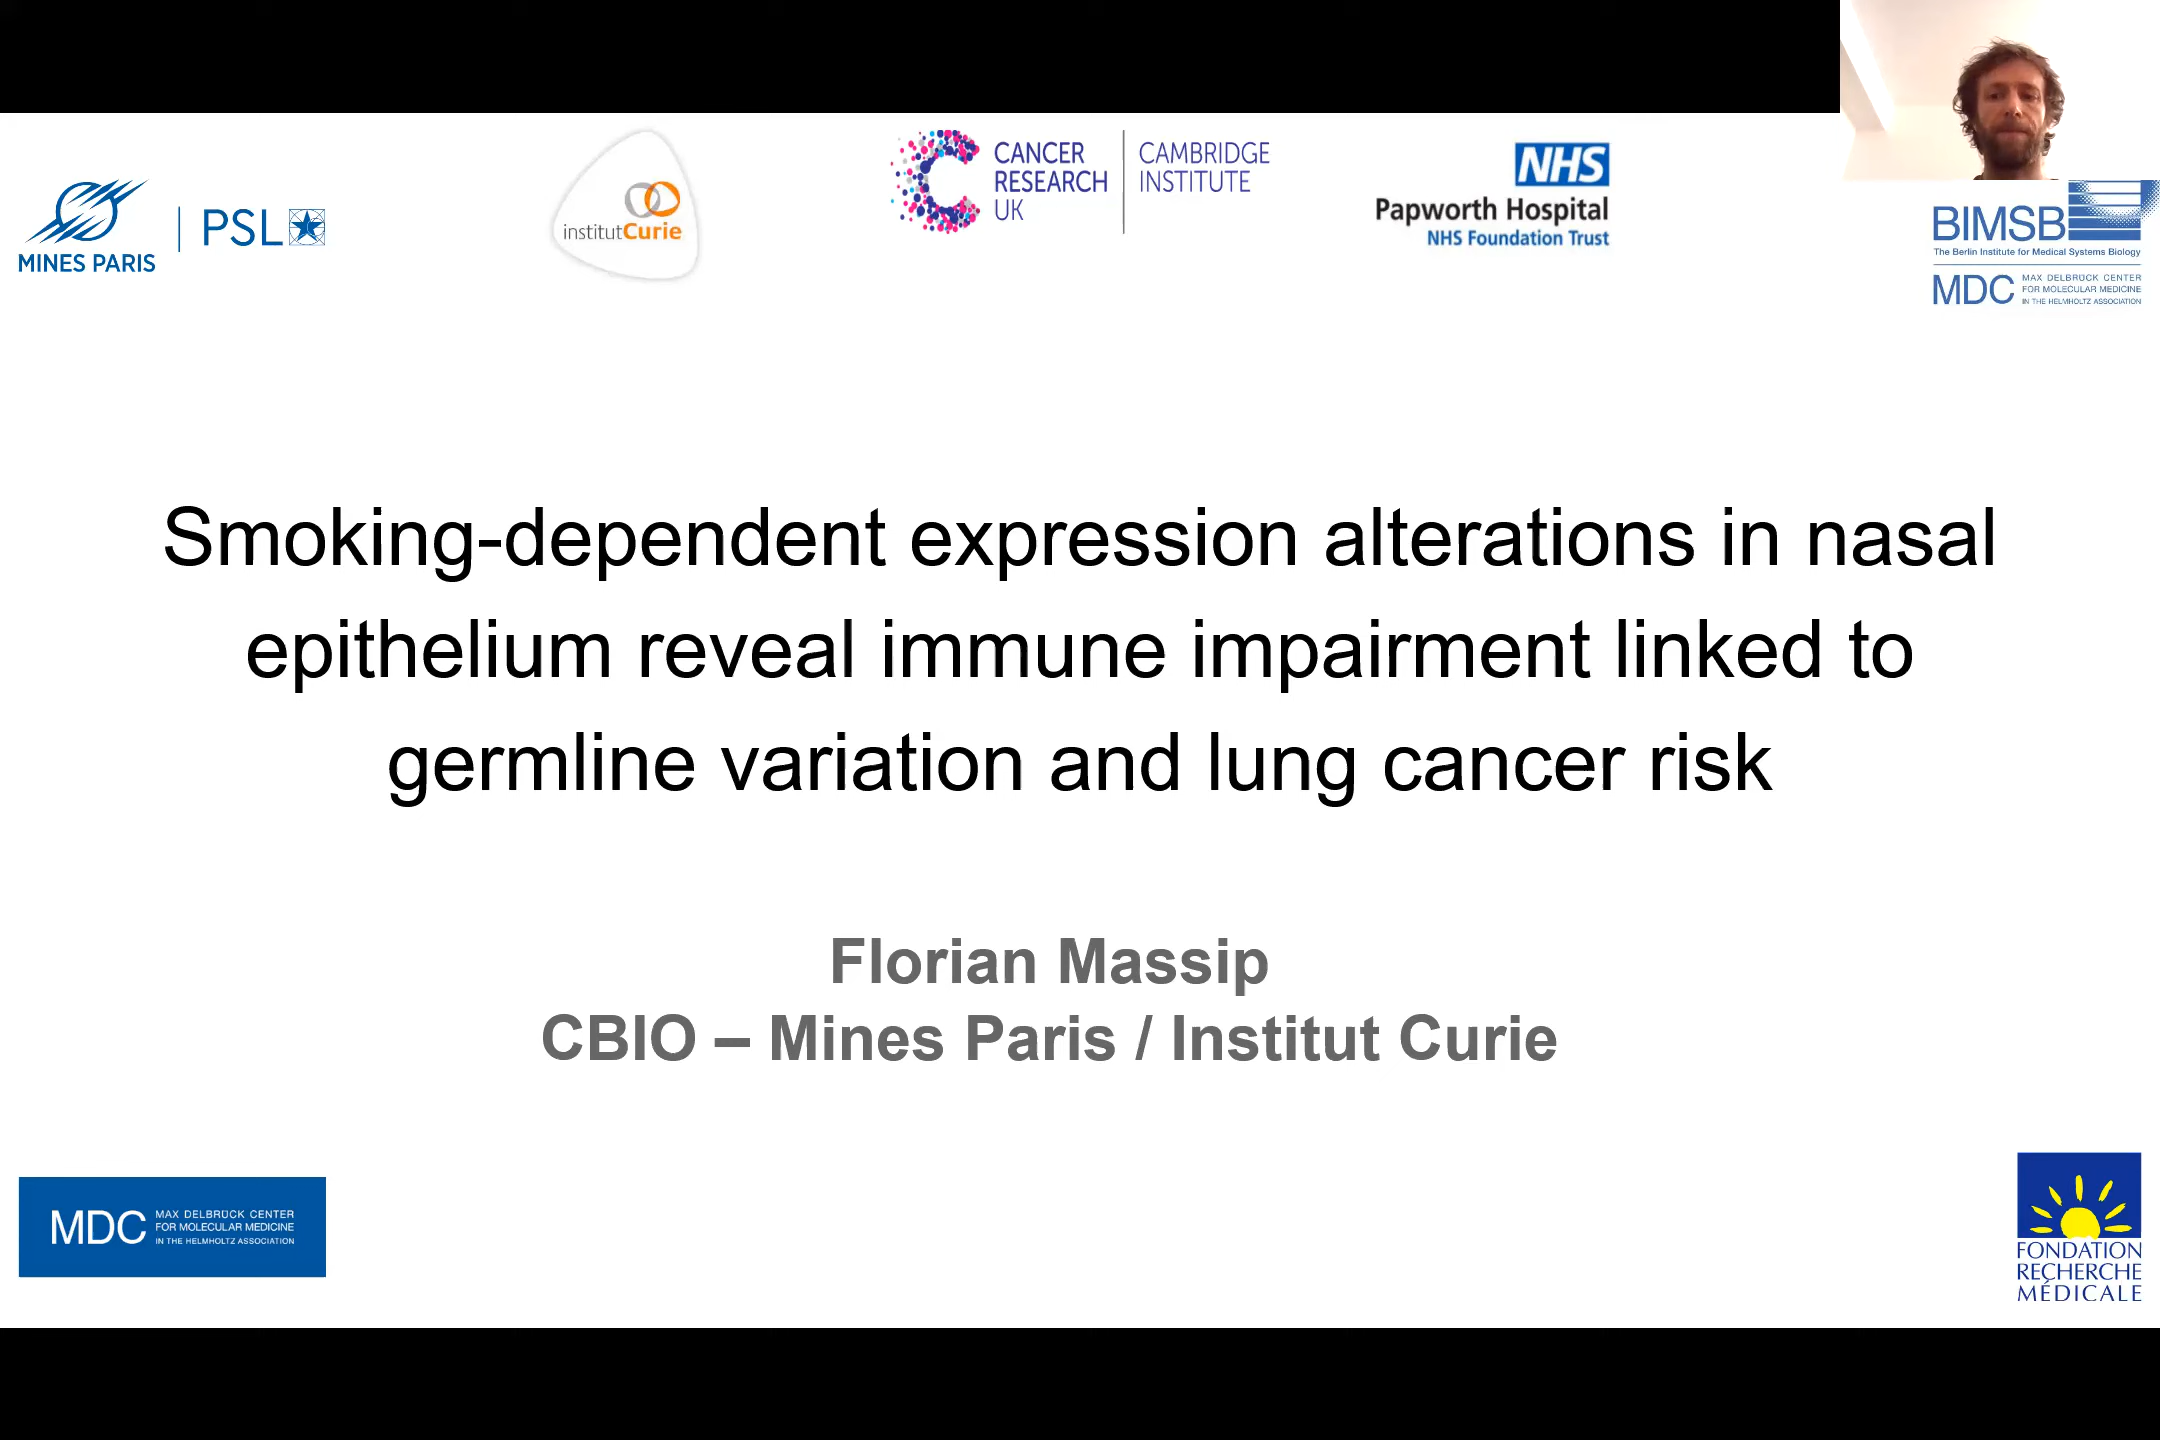 MINES PARIS
PSL
institutCurie
CANCER
RESEARCH
UK
CAMBRIDGE
INSTITUTE
NHS
Papworth Hospital
NHS Foundation Trust
BIMSB
The Berlin Institute for Medical Systems Biology
MDC
MAX DELBRÜCK CENTER
FOR MOLECULAR MEDICINE
IN THE HELMHOLTZ ASSOCIATION
Smoking-dependent expression alterations in nasal
epithelium reveal immune impairment linked to
germline variation and lung cancer risk
Florian Massip
CBIO – Mines Paris / Institut Curie
MDC
MAX DELBRÜCK CENTER
FOR MOLECULAR MEDICINE
IN THE HELMHOLTZ ASSOCIATION
FONDATION
RECHERCHE
MÉDICALE